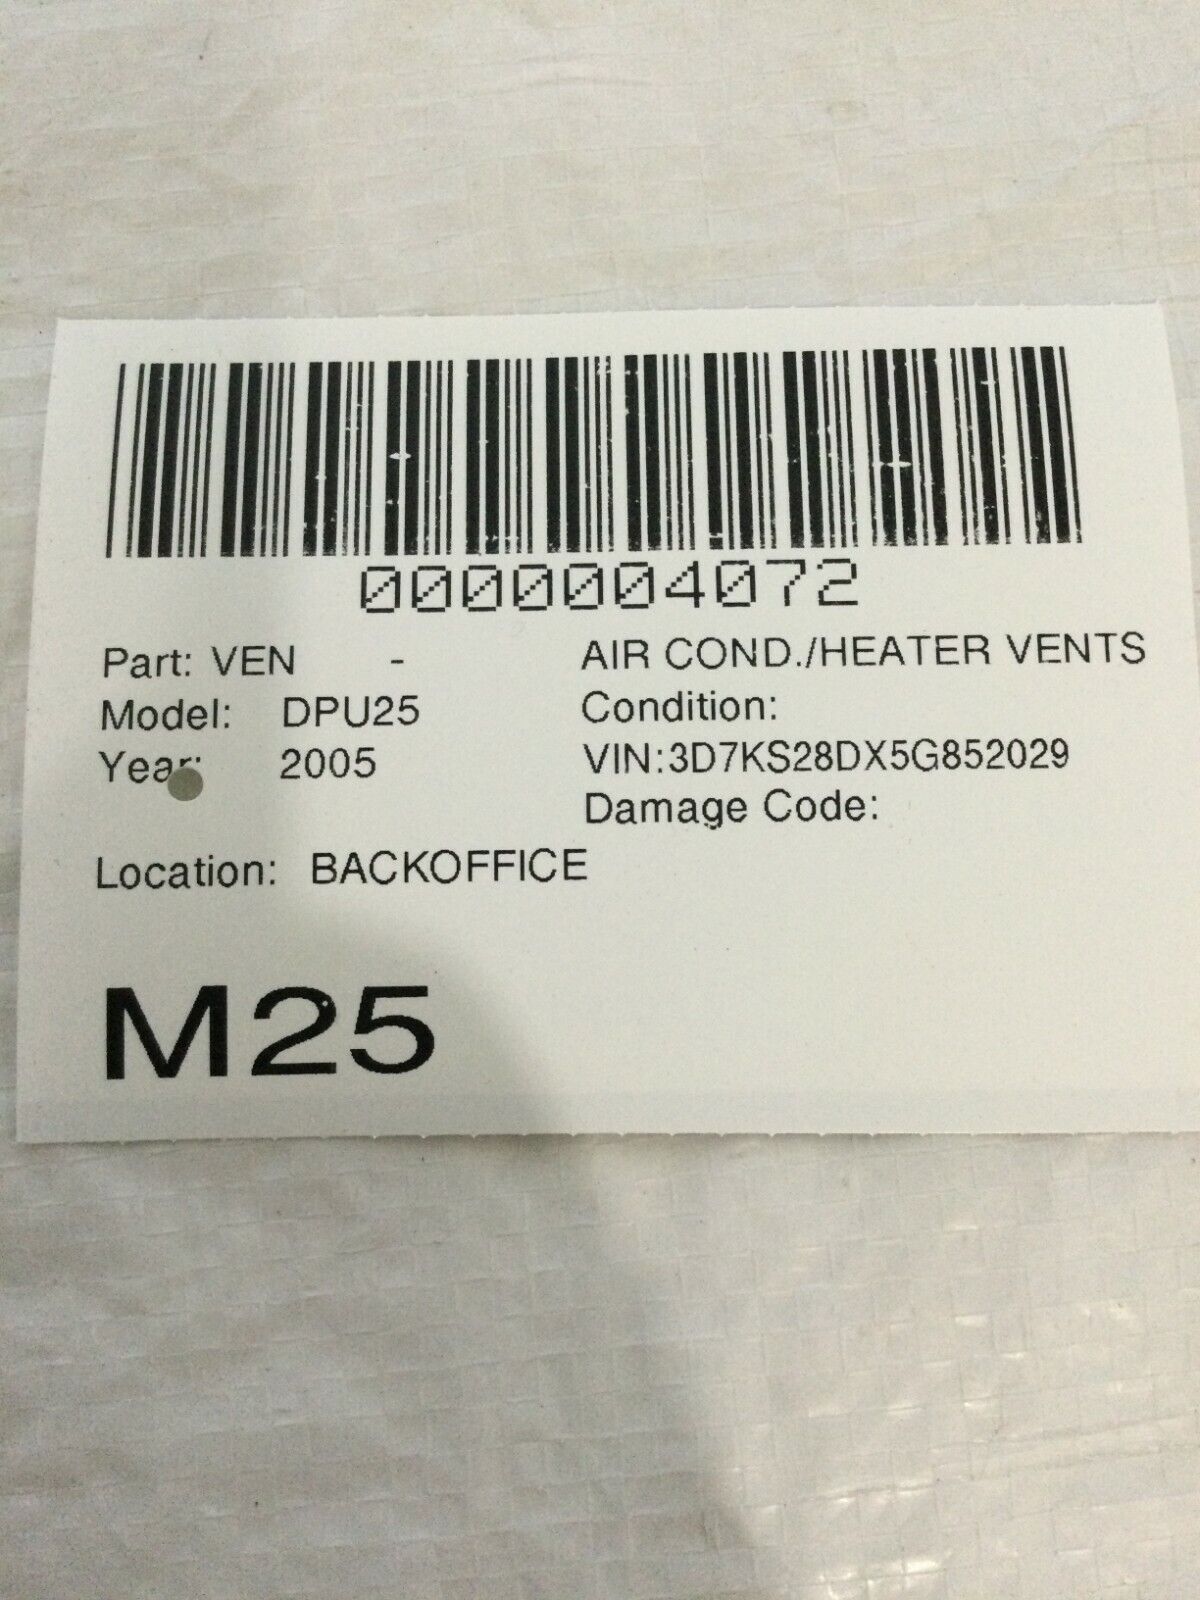 0000004072
Part: VEN - AIR COND./HEATER VENTS
Model: DPU25 Condition:
Year: 2005 VIN:3D7KS28DX5G852029
Damage Code:
Location: BACKOFFICE
M25